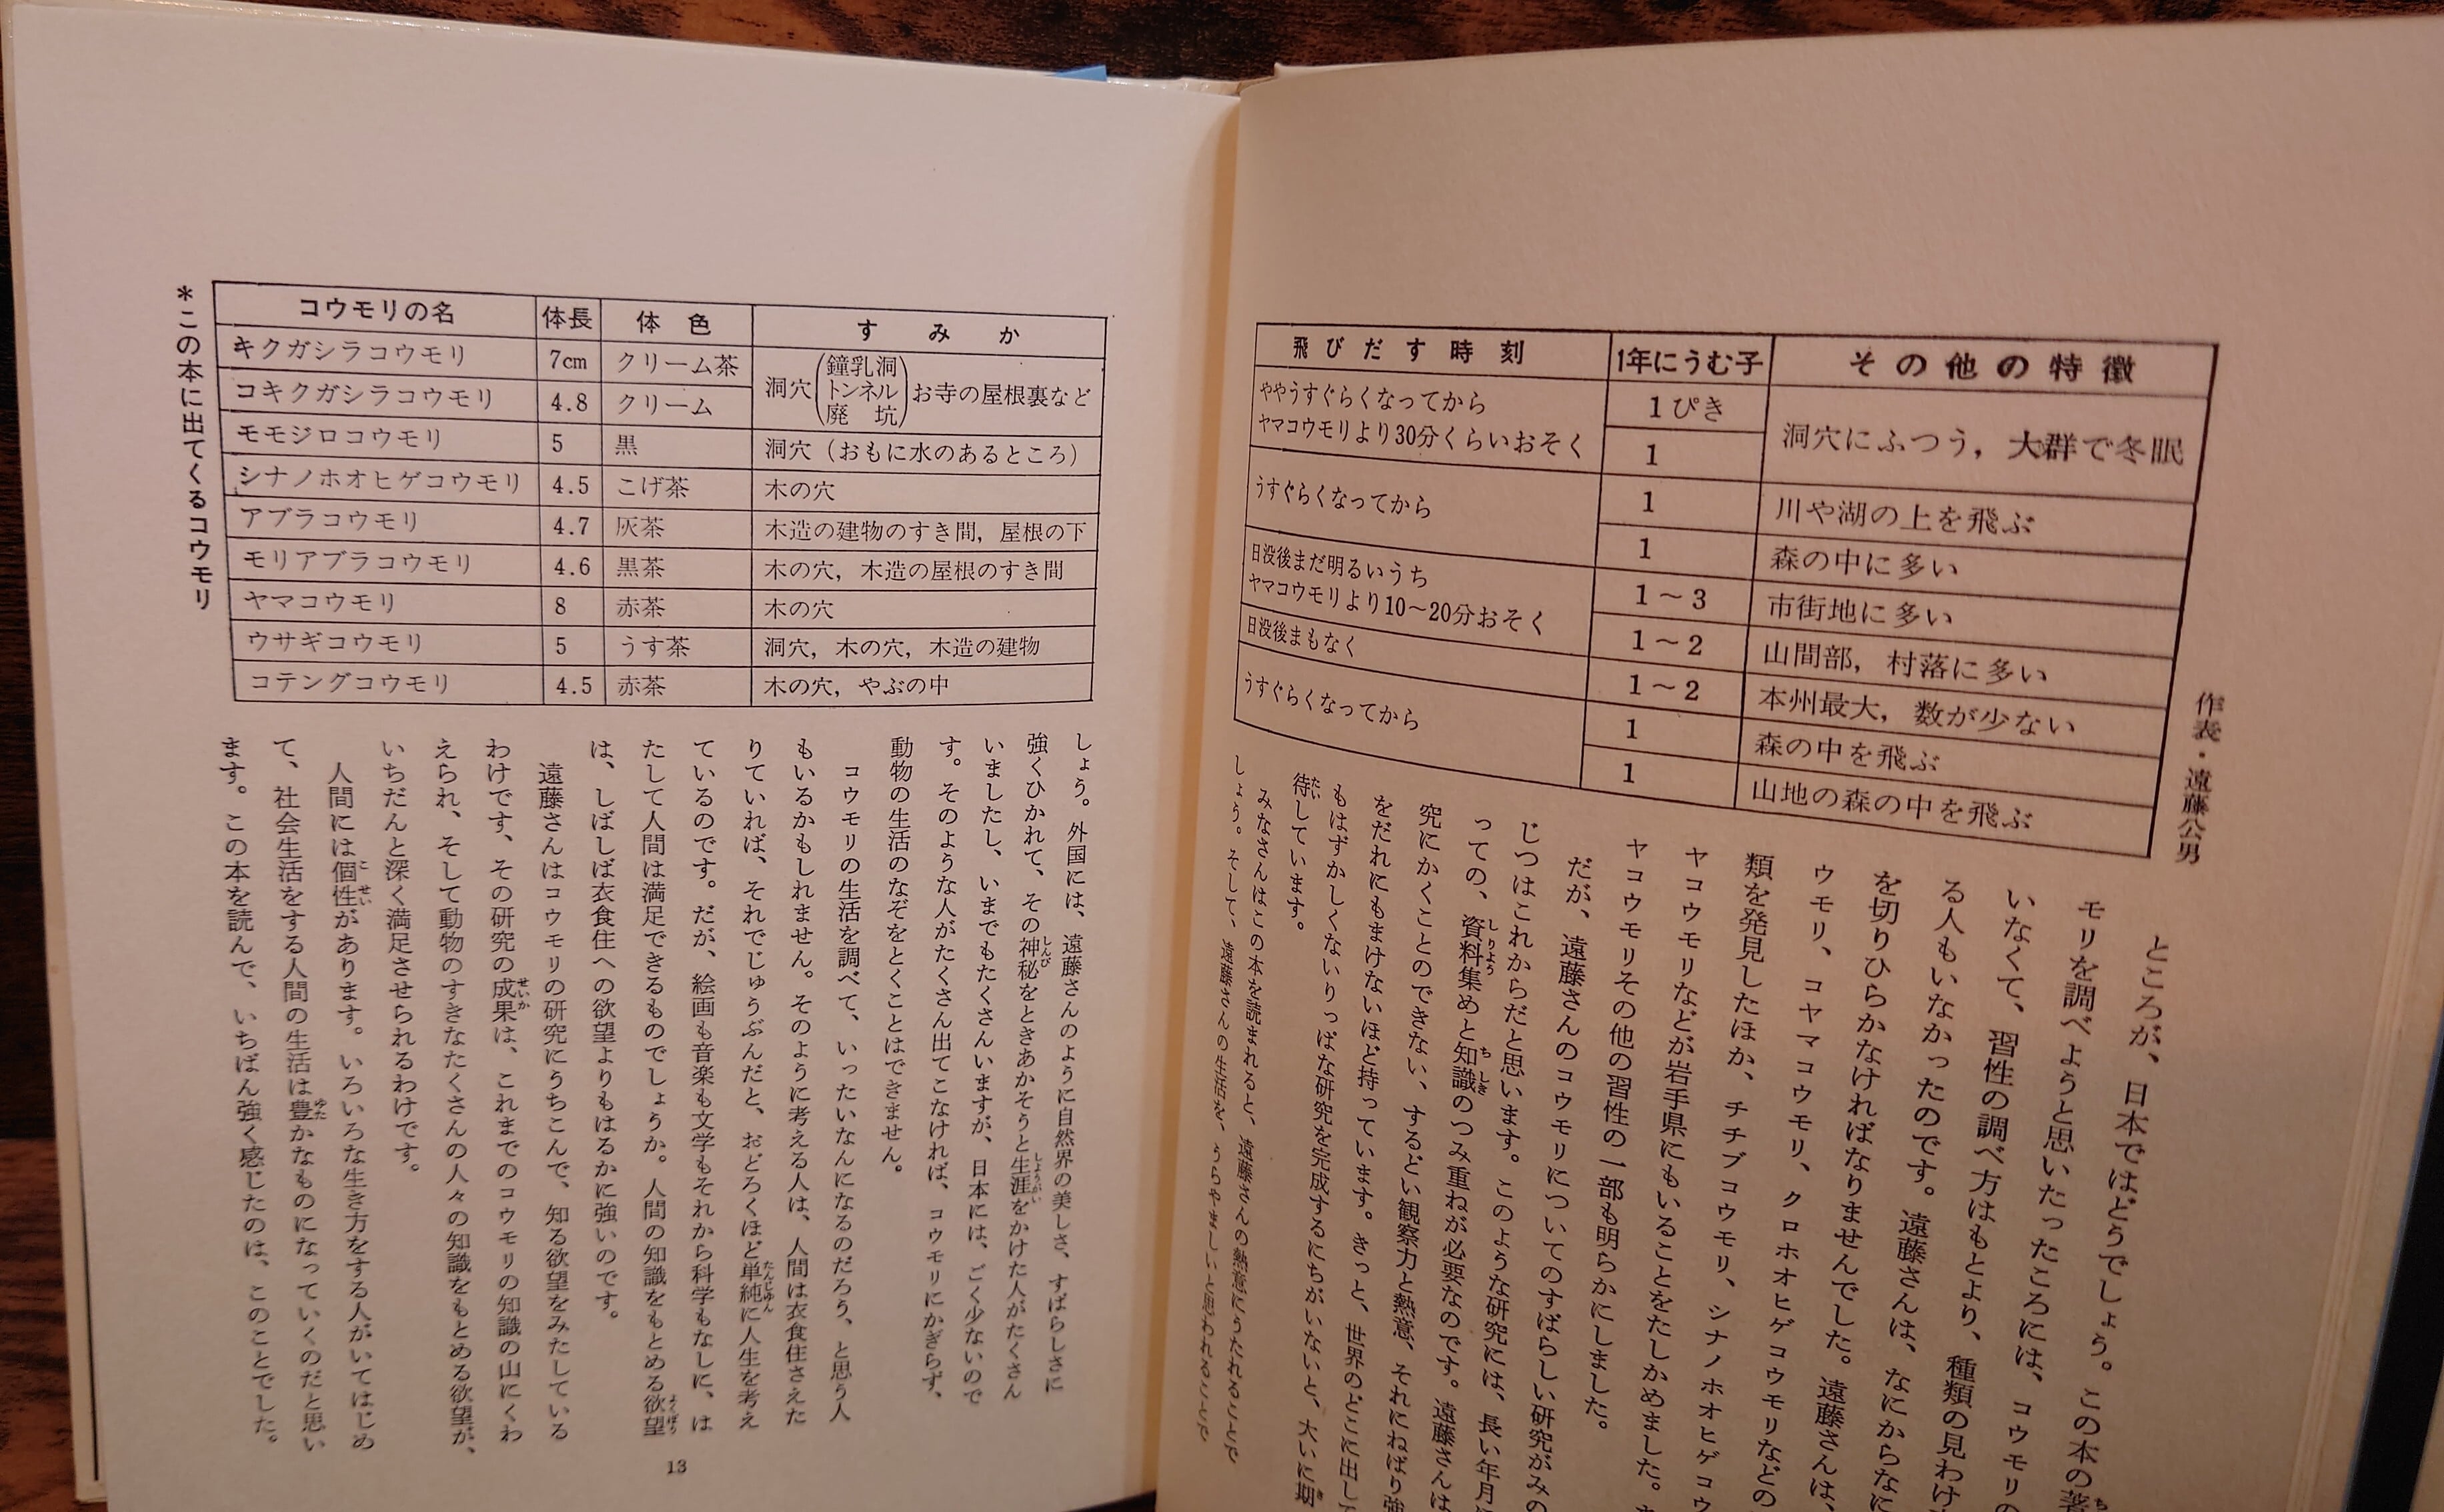 ＊この本に出てくるコウモリ
コウモリの名 体長 体色 すみか
キクガシラコウモリ 7cm クリーム茶 洞穴(鐘乳洞 トンネル 廃坑)お寺の屋根裏など
コキクガシラコウモリ 4.8 クリーム
モモジロコウモリ 5 黒 洞穴（おもに水のあるところ）
シナノホオヒゲコウモリ 4.5 こげ茶 木の穴
アブラコウモリ 4.7 灰茶 木造の建物のすき間，屋根の下
モリアブラコウモリ 4.6 黒茶 木の穴，木造の屋根のすき間
ヤマコウモリ 8 赤茶 木の穴
ウサギコウモリ 5 うす茶 洞穴，木の穴，木造の建物
コテングコウモリ 4.5 赤茶 木の穴，やぶの中
飛びだす時刻 1年にうむ子 その他の特徴
ややうすぐらくなってから
ヤマコウモリより30分くらいおそく
1ぴき
1
洞穴にふつう，大群で冬眠
うすぐらくなってから
1 川や湖の上を飛ぶ
1 森の中に多い
日没後まだ明るいうち
ヤマコウモリより10〜20分おそく
1〜3 市街地に多い
1〜2 山間部，村落に多い
日没後まもなく 1〜2 本州最大，数が少ない
うすぐらくなってから
1 森の中を飛ぶ
1 山地の森の中を飛ぶ
作表・遠藤公男
ところが、日本ではどうでしょう。この本の著
モリを調べようと思いたったころには、コウモリの
いなくて、習性の調べ方はもとより、種類の見わけ
る人もいなかったのです。遠藤さんは、なにからなに
を切りひらかなければなりませんでした。遠藤さんは、
ウモリ、コヤマコウモリ、クロホオヒゲコウモリなどの
類を発見したほか、チチブコウモリ、シナノホオヒゲコウ
ヤコウモリなどが岩手県にもいることをたしかめました。
ヤコウモリその他の習性の一部も明らかにしました。
だが、遠藤さんのコウモリについてのすばらしい研究がみの
じつはこれからだと思います。このような研究には、長い年月に
っての、資料集めと知識のつみ重ねが必要なのです。遠藤さんは
究にかくことのできない、するどい観察力と熱意、それにねばり強
をだれにもまけないほど持っています。きっと、世界のどこに出して
もはずかしくないりっぱな研究を完成するにちがいないと、大いに期
待しています。
みなさんはこの本を読まれると、遠藤さんの熱意にうたれることで
しょう。そして、遠藤さんの生活を、うらやましいと思われることで
しょう。外国には、遠藤さんのように自然界の美しさ、すばらしさに
強くひかれて、その神秘をときあかそうと生涯をかけた人がたくさん
いましたし、いまでもたくさんいますが、日本には、ごく少ないので
す。そのような人がたくさん出てこなければ、コウモリにかぎらず、
動物の生活のなぞをとくことはできません。
コウモリの生活を調べて、いったいなんになるのだろう、と思う人
もいるかもしれません。そのように考える人は、人間は衣食住さえた
りていれば、それでじゅうぶんだと、おどろくほど単純に人生を考え
ているのです。だが、絵画も音楽も文学もそれから科学もなしに、は
たして人間は満足できるものでしょうか。人間の知識をもとめる欲望
は、しばしば衣食住への欲望よりもはるかに強いのです。
遠藤さんはコウモリの研究にうちこんで、知る欲望をみたしている
わけです、その研究の成果は、これまでのコウモリの知識の山にくわ
えられ、そして動物のすきなたくさんの人々の知識をもとめる欲望が、
いちだんと深く満足させられるわけです。
人間には個性があります。いろいろな生き方をする人がいてはじめ
て、社会生活をする人間の生活は豊かなものになっていくのだと思い
ます。この本を読んで、いちばん強く感じたのは、このことでした。
13